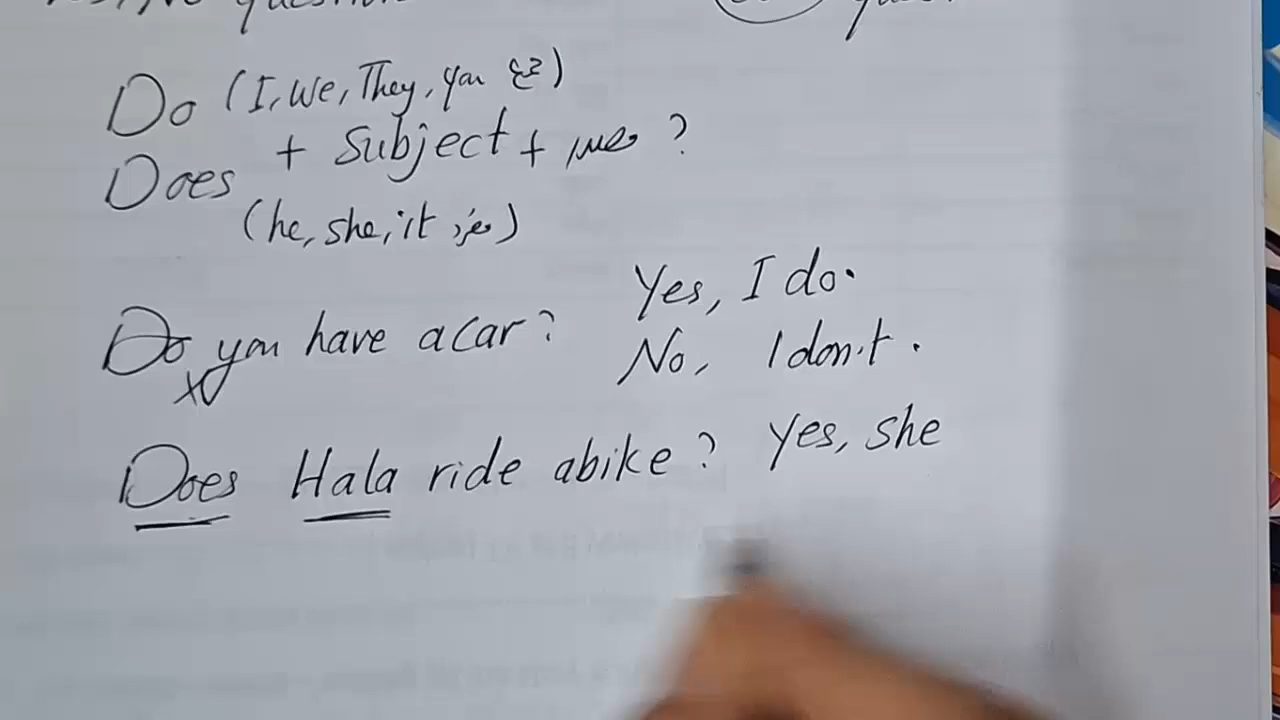 question
Do (I, We, They, you جمع)
+ Subject + مصدر ?
Does
(he, she, it مفرد)
Do you have a car?
Yes, I do.
No, I don't.
Does Hala ride a bike? Yes, she